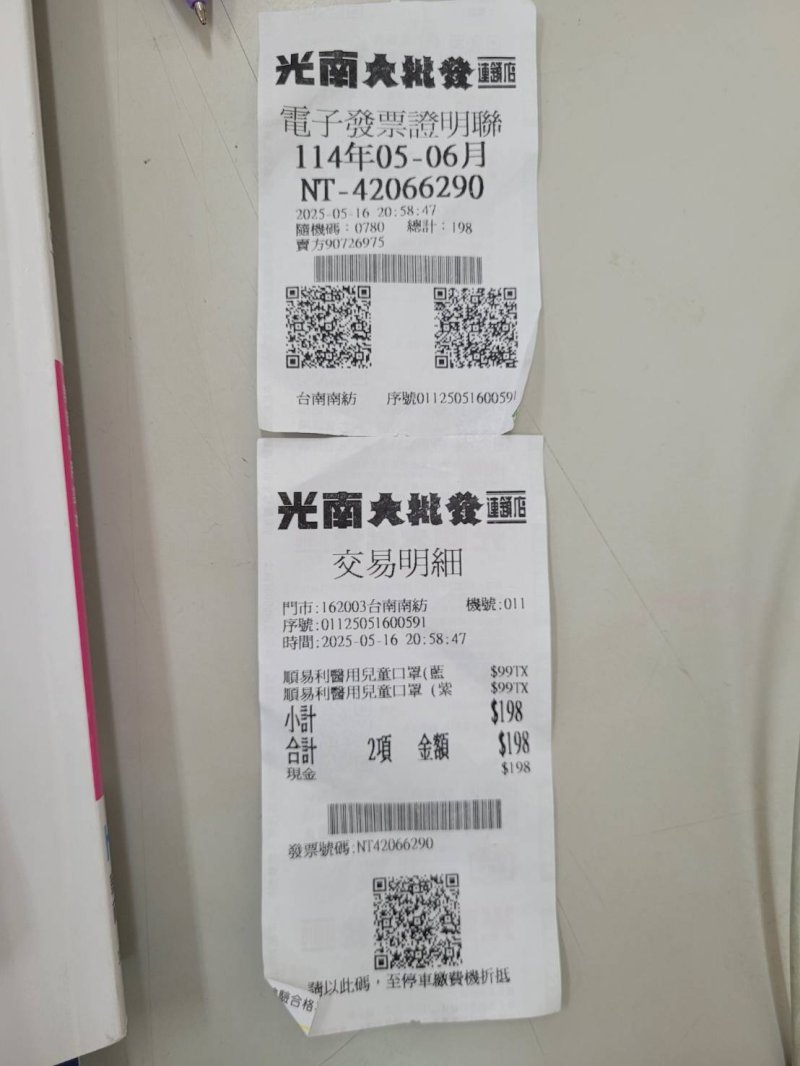 光南大批發連鎖店
電子發票證明聯
114年05-06月
NT-42066290
2025-05-16 20:58:47
隨機碼：0780 總計：198
賣方90726975
台南南紡 序號01125051600591
光南大批發連鎖店
交易明細
門市:162003台南南紡 機號:011
序號:01125051600591
時間:2025-05-16 20:58:47
順易利醫用兒童口罩(藍 $99TX
順易利醫用兒童口罩 (紫 $99TX
小計 $198
合計 2項 金額 $198
現金 $198
發票號碼:NT42066290
請以此碼，至停車繳費機折抵
驗合格